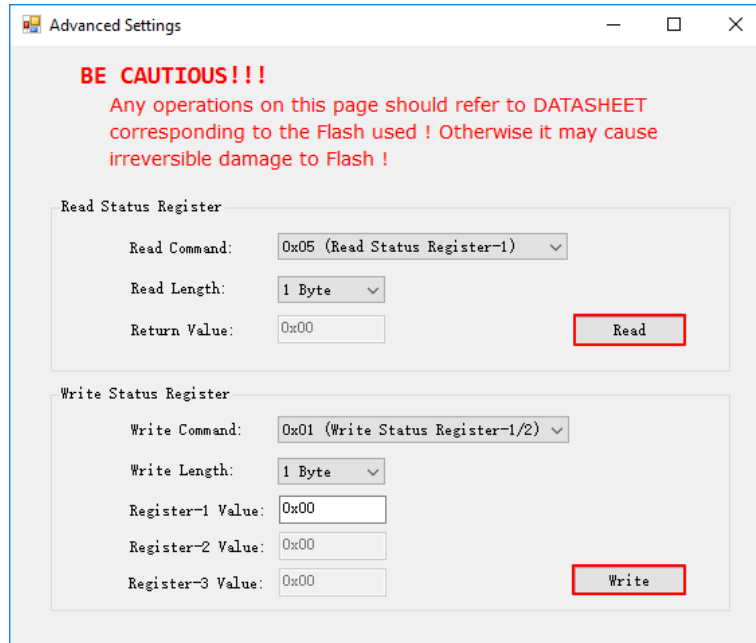 Advanced Settings
BE CAUTIOUS!!!
Any operations on this page should refer to DATASHEET
corresponding to the Flash used ! Otherwise it may cause
irreversible damage to Flash !
Read Status Register
Read Command: 0x05 (Read Status Register-1)
Read Length: 1 Byte
Return Value: 0x00 Read
Write Status Register
Write Command: 0x01 (Write Status Register-1/2)
Write Length: 1 Byte
Register-1 Value: 0x00
Register-2 Value: 0x00
Register-3 Value: 0x00 Write